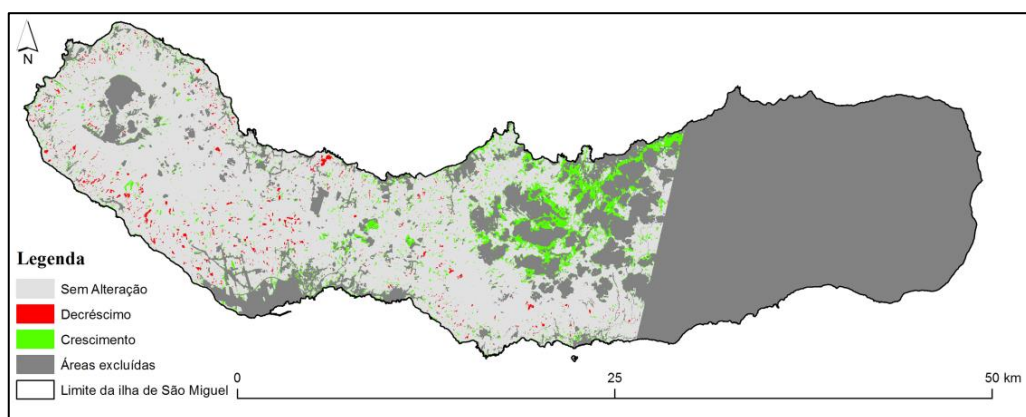 N
Legenda
Sem Alteração
Decréscimo
Crescimento
Áreas excluídas
Limite da ilha de São Miguel
0 25 50 km